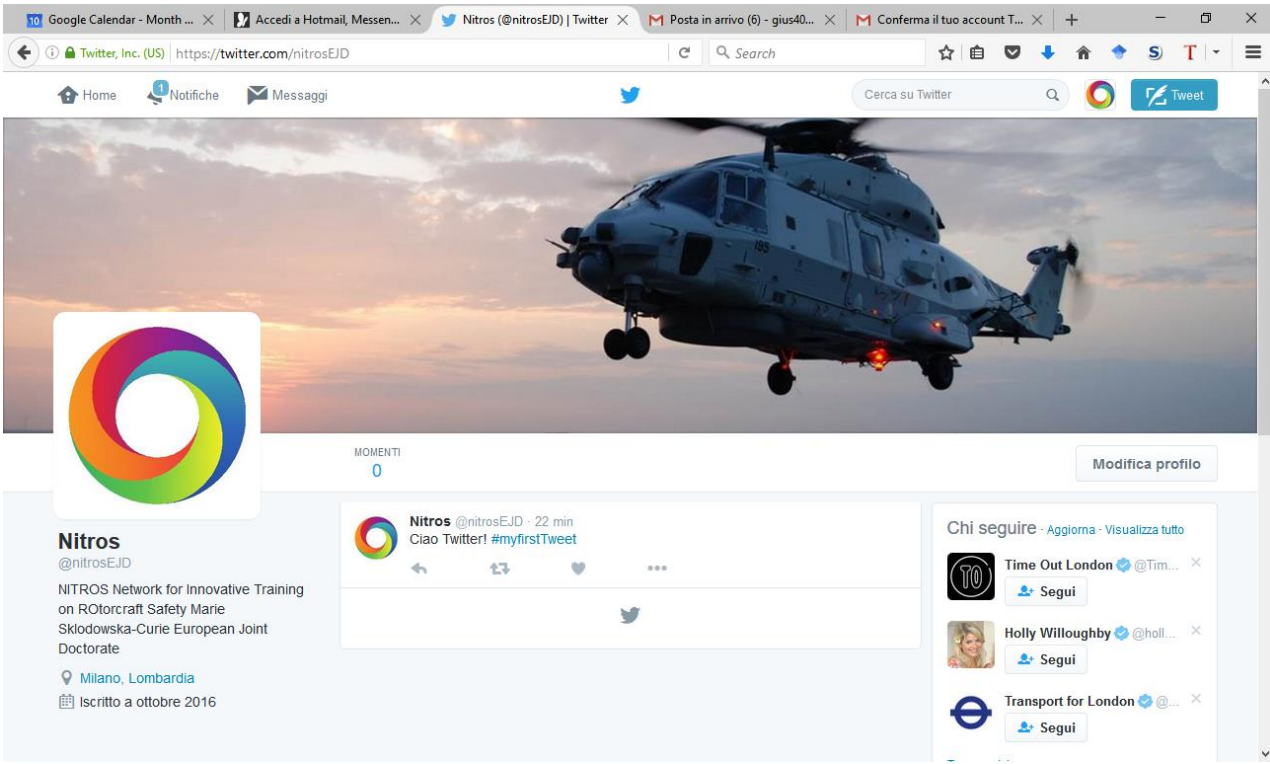 Google Calendar - Month ...
Accedi a Hotmail, Messen...
Nitros (@nitrosEJD) | Twitter
Posta in arrivo (6) - gius40...
Conferma il tuo account T...
Twitter, Inc. (US)
https://twitter.com/nitrosEJD
Search
Home
1
Notifiche
Messaggi
Cerca su Twitter
Tweet
195
MOMENTI
0
Modifica profilo
Nitros
@nitrosEJD
NITROS Network for Innovative Training
on ROtorcraft Safety Marie
Sklodowska-Curie European Joint
Doctorate
Milano, Lombardia
Iscritto a ottobre 2016
Nitros @nitrosEJD · 22 min
Ciao Twitter! #myfirstTweet
Chi seguire · Aggiorna · Visualizza tutto
TO
Time Out London @Tim...
Segui
Holly Willoughby @holl...
Segui
Transport for London @...
Segui